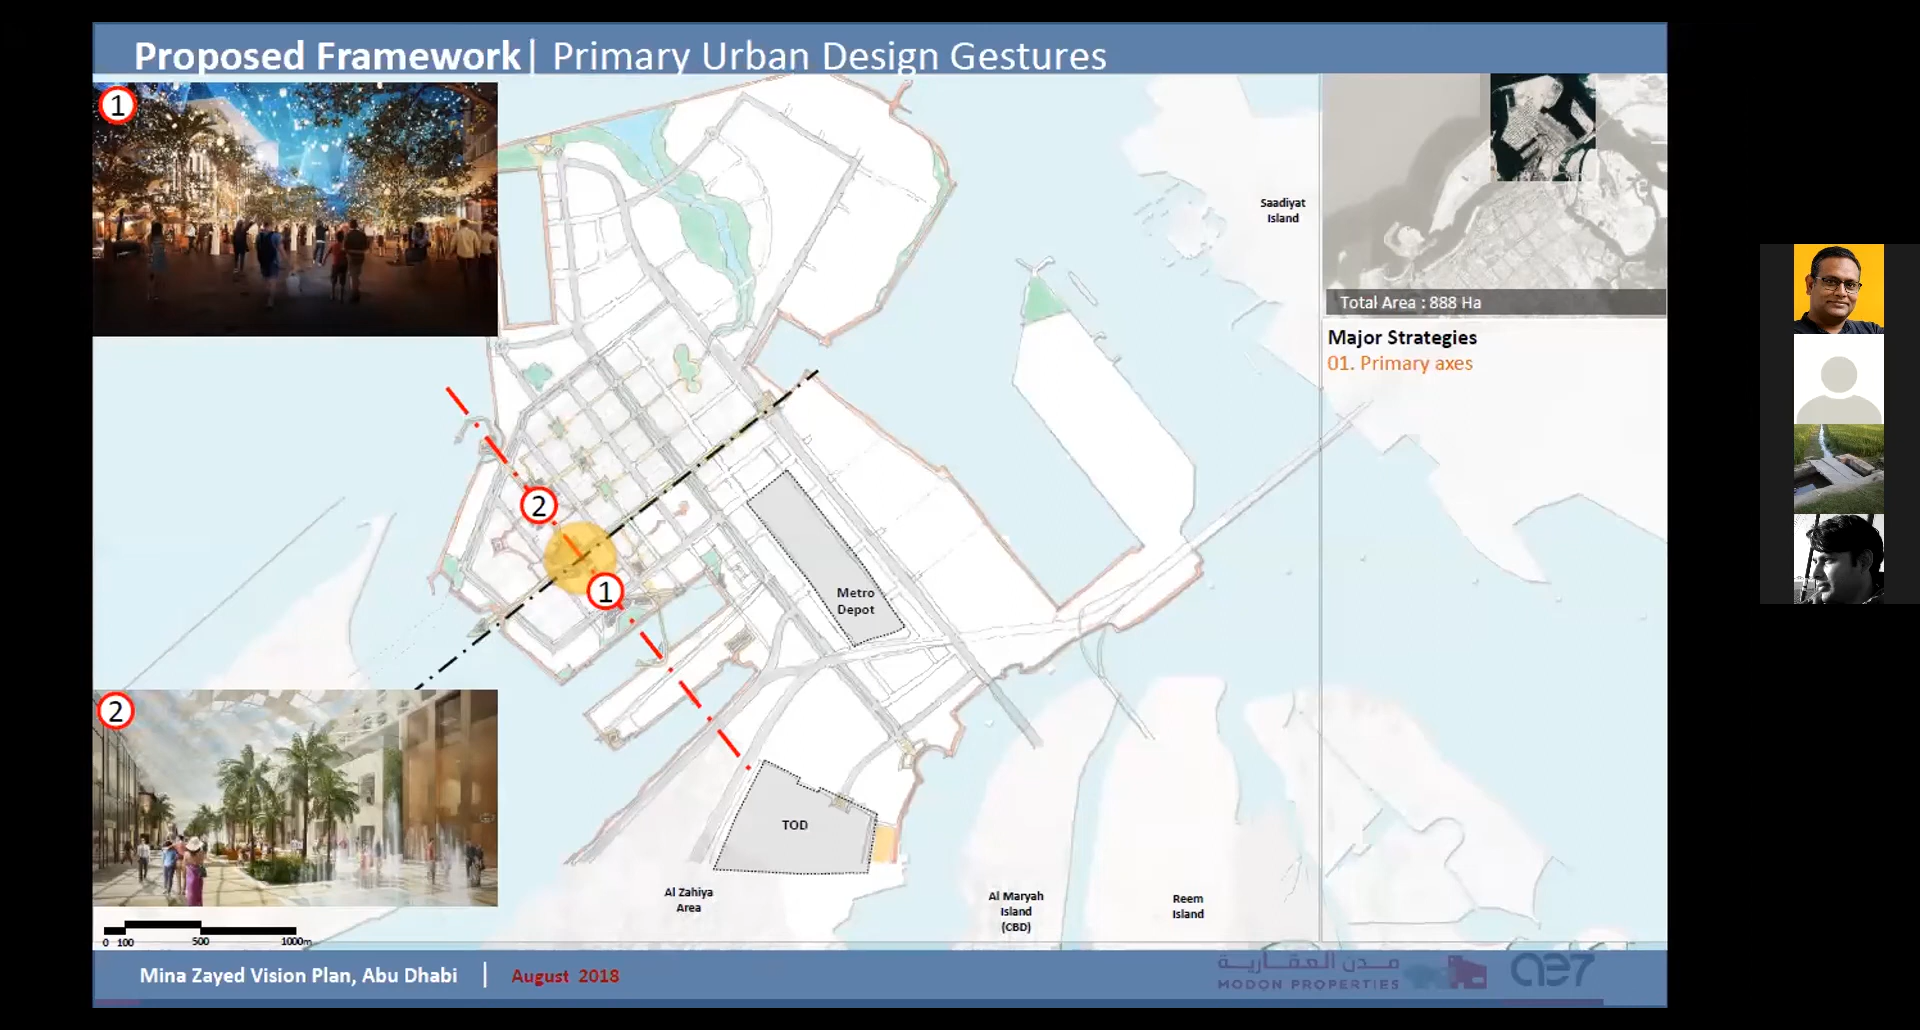 Proposed Framework| Primary Urban Design Gestures
1
Saadiyat
Island
Total Area : 888 Ha
Major Strategies
01. Primary axes
2
1
Metro
Depot
2
TOD
Al Zahiya
Area
Al Maryah
Island
(CBD)
Reem
Island
0 100 500 1000m
Mina Zayed Vision Plan, Abu Dhabi | August 2018
مدن العقارية
MODON PROPERTIES
ae7